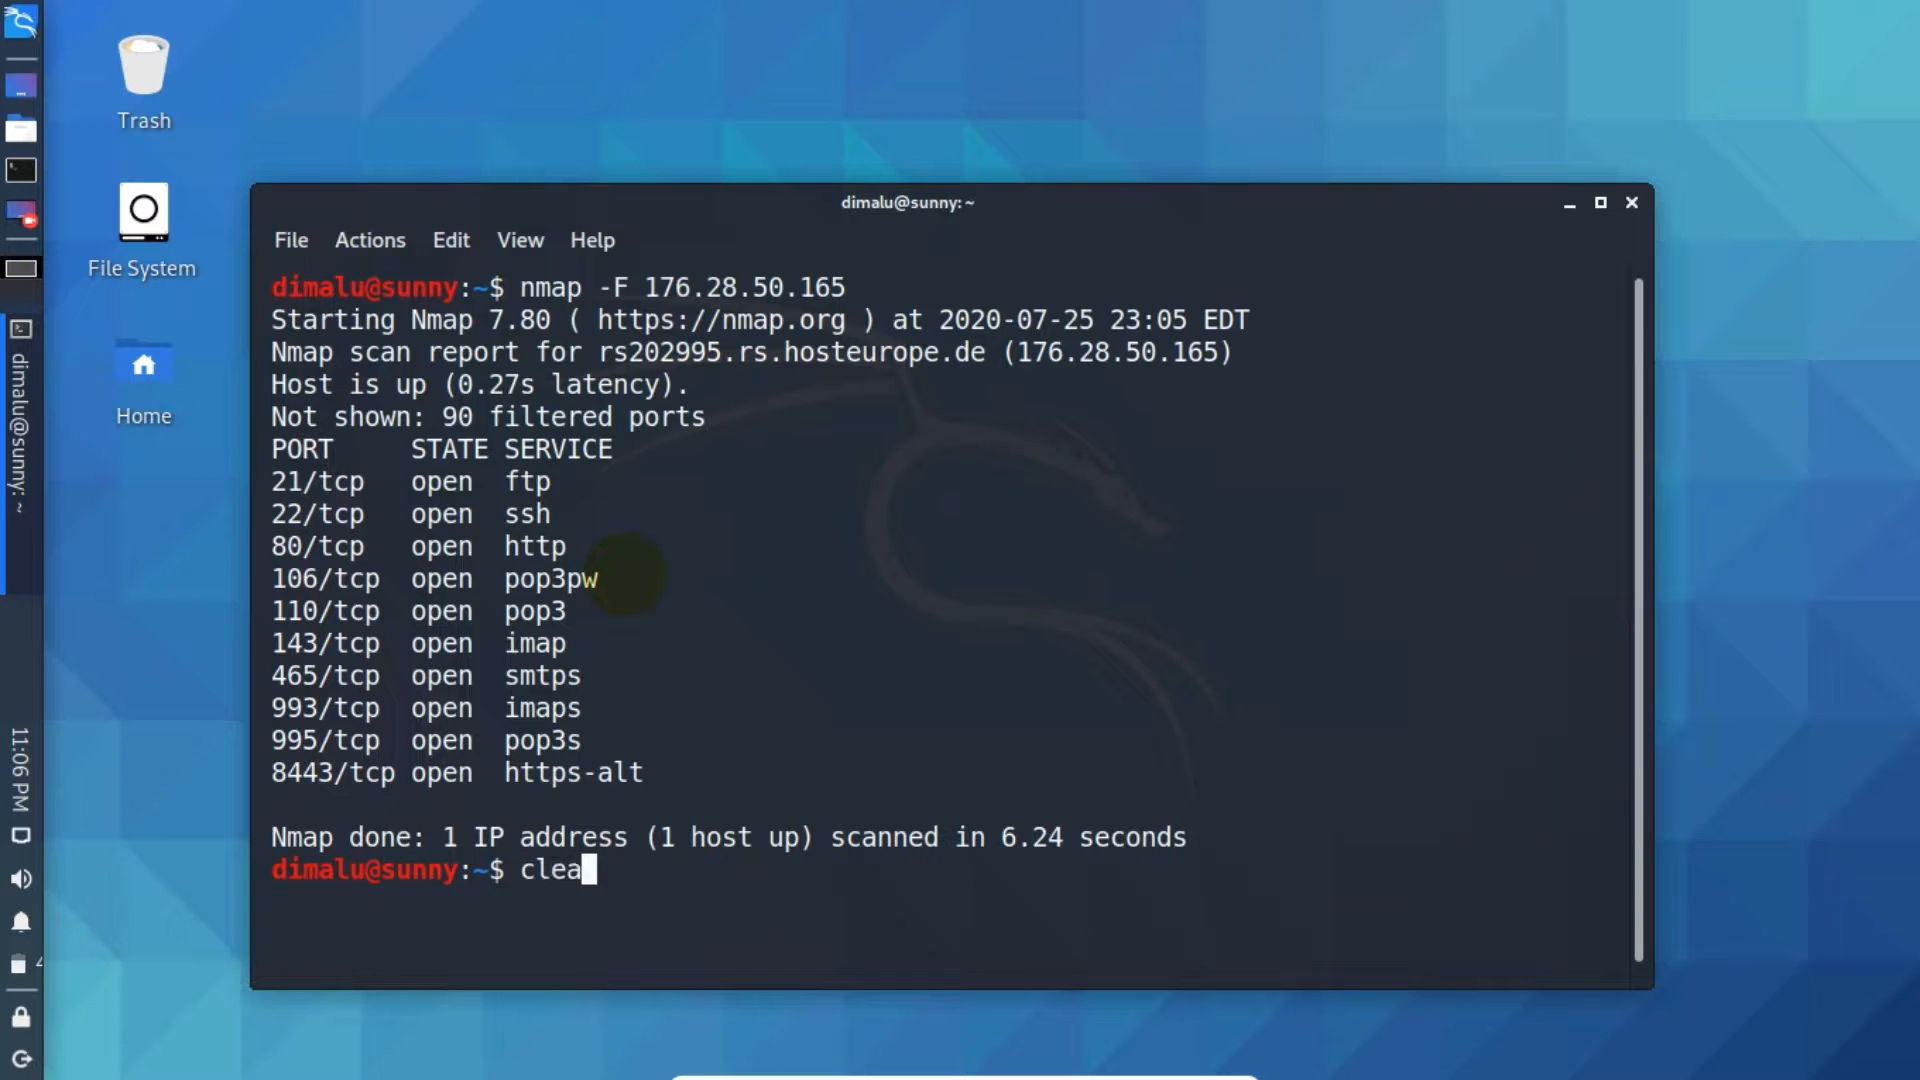 Trash
File System
Home
dimalu@sunny: ~
File Actions Edit View Help
dimalu@sunny:~$ nmap -F 176.28.50.165
Starting Nmap 7.80 ( https://nmap.org ) at 2020-07-25 23:05 EDT
Nmap scan report for rs202995.rs.hosteurope.de (176.28.50.165)
Host is up (0.27s latency).
Not shown: 90 filtered ports
PORT     STATE SERVICE
21/tcp   open  ftp
22/tcp   open  ssh
80/tcp   open  http
106/tcp  open  pop3pw
110/tcp  open  pop3
143/tcp  open  imap
465/tcp  open  smtps
993/tcp  open  imaps
995/tcp  open  pop3s
8443/tcp open  https-alt
Nmap done: 1 IP address (1 host up) scanned in 6.24 seconds
dimalu@sunny:~$ clea
dimalu@sunny: ~
11:06 PM